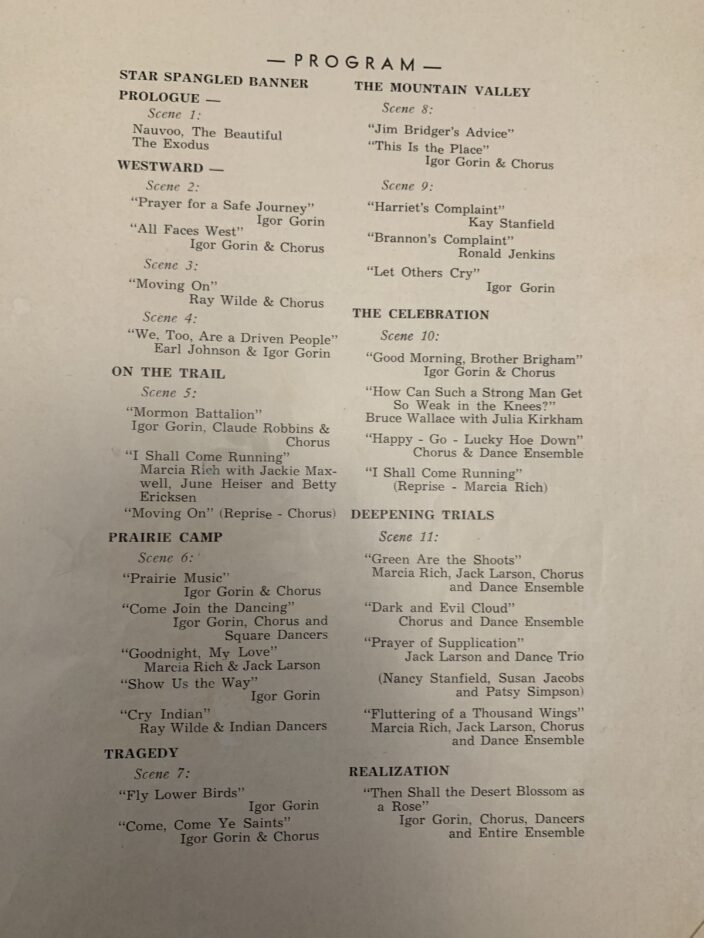 — PROGRAM —
STAR SPANGLED BANNER
PROLOGUE —
Scene 1:
Nauvoo, The Beautiful
The Exodus
WESTWARD —
Scene 2:
“Prayer for a Safe Journey”
Igor Gorin
“All Faces West”
Igor Gorin & Chorus
Scene 3:
“Moving On”
Ray Wilde & Chorus
Scene 4:
“We, Too, Are a Driven People”
Earl Johnson & Igor Gorin
ON THE TRAIL
Scene 5:
“Mormon Battalion”
Igor Gorin, Claude Robbins &
Chorus
“I Shall Come Running”
Marcia Rich with Jackie Max-
well, June Heiser and Betty
Ericksen
“Moving On” (Reprise - Chorus)
PRAIRIE CAMP
Scene 6:
“Prairie Music”
Igor Gorin & Chorus
“Come Join the Dancing”
Igor Gorin, Chorus and
Square Dancers
“Goodnight, My Love”
Marcia Rich & Jack Larson
“Show Us the Way”
Igor Gorin
“Cry Indian”
Ray Wilde & Indian Dancers
TRAGEDY
Scene 7:
“Fly Lower Birds”
Igor Gorin
“Come, Come Ye Saints”
Igor Gorin & Chorus
THE MOUNTAIN VALLEY
Scene 8:
“Jim Bridger’s Advice”
“This Is the Place”
Igor Gorin & Chorus
Scene 9:
“Harriet’s Complaint”
Kay Stanfield
“Brannon’s Complaint”
Ronald Jenkins
“Let Others Cry”
Igor Gorin
THE CELEBRATION
Scene 10:
“Good Morning, Brother Brigham”
Igor Gorin & Chorus
“How Can Such a Strong Man Get
So Weak in the Knees?”
Bruce Wallace with Julia Kirkham
“Happy - Go - Lucky Hoe Down”
Chorus & Dance Ensemble
“I Shall Come Running”
(Reprise - Marcia Rich)
DEEPENING TRIALS
Scene 11:
“Green Are the Shoots”
Marcia Rich, Jack Larson, Chorus
and Dance Ensemble
“Dark and Evil Cloud”
Chorus and Dance Ensemble
“Prayer of Supplication”
Jack Larson and Dance Trio
(Nancy Stanfield, Susan Jacobs
and Patsy Simpson)
“Fluttering of a Thousand Wings”
Marcia Rich, Jack Larson, Chorus
and Dance Ensemble
REALIZATION
“Then Shall the Desert Blossom as
a Rose”
Igor Gorin, Chorus, Dancers
and Entire Ensemble